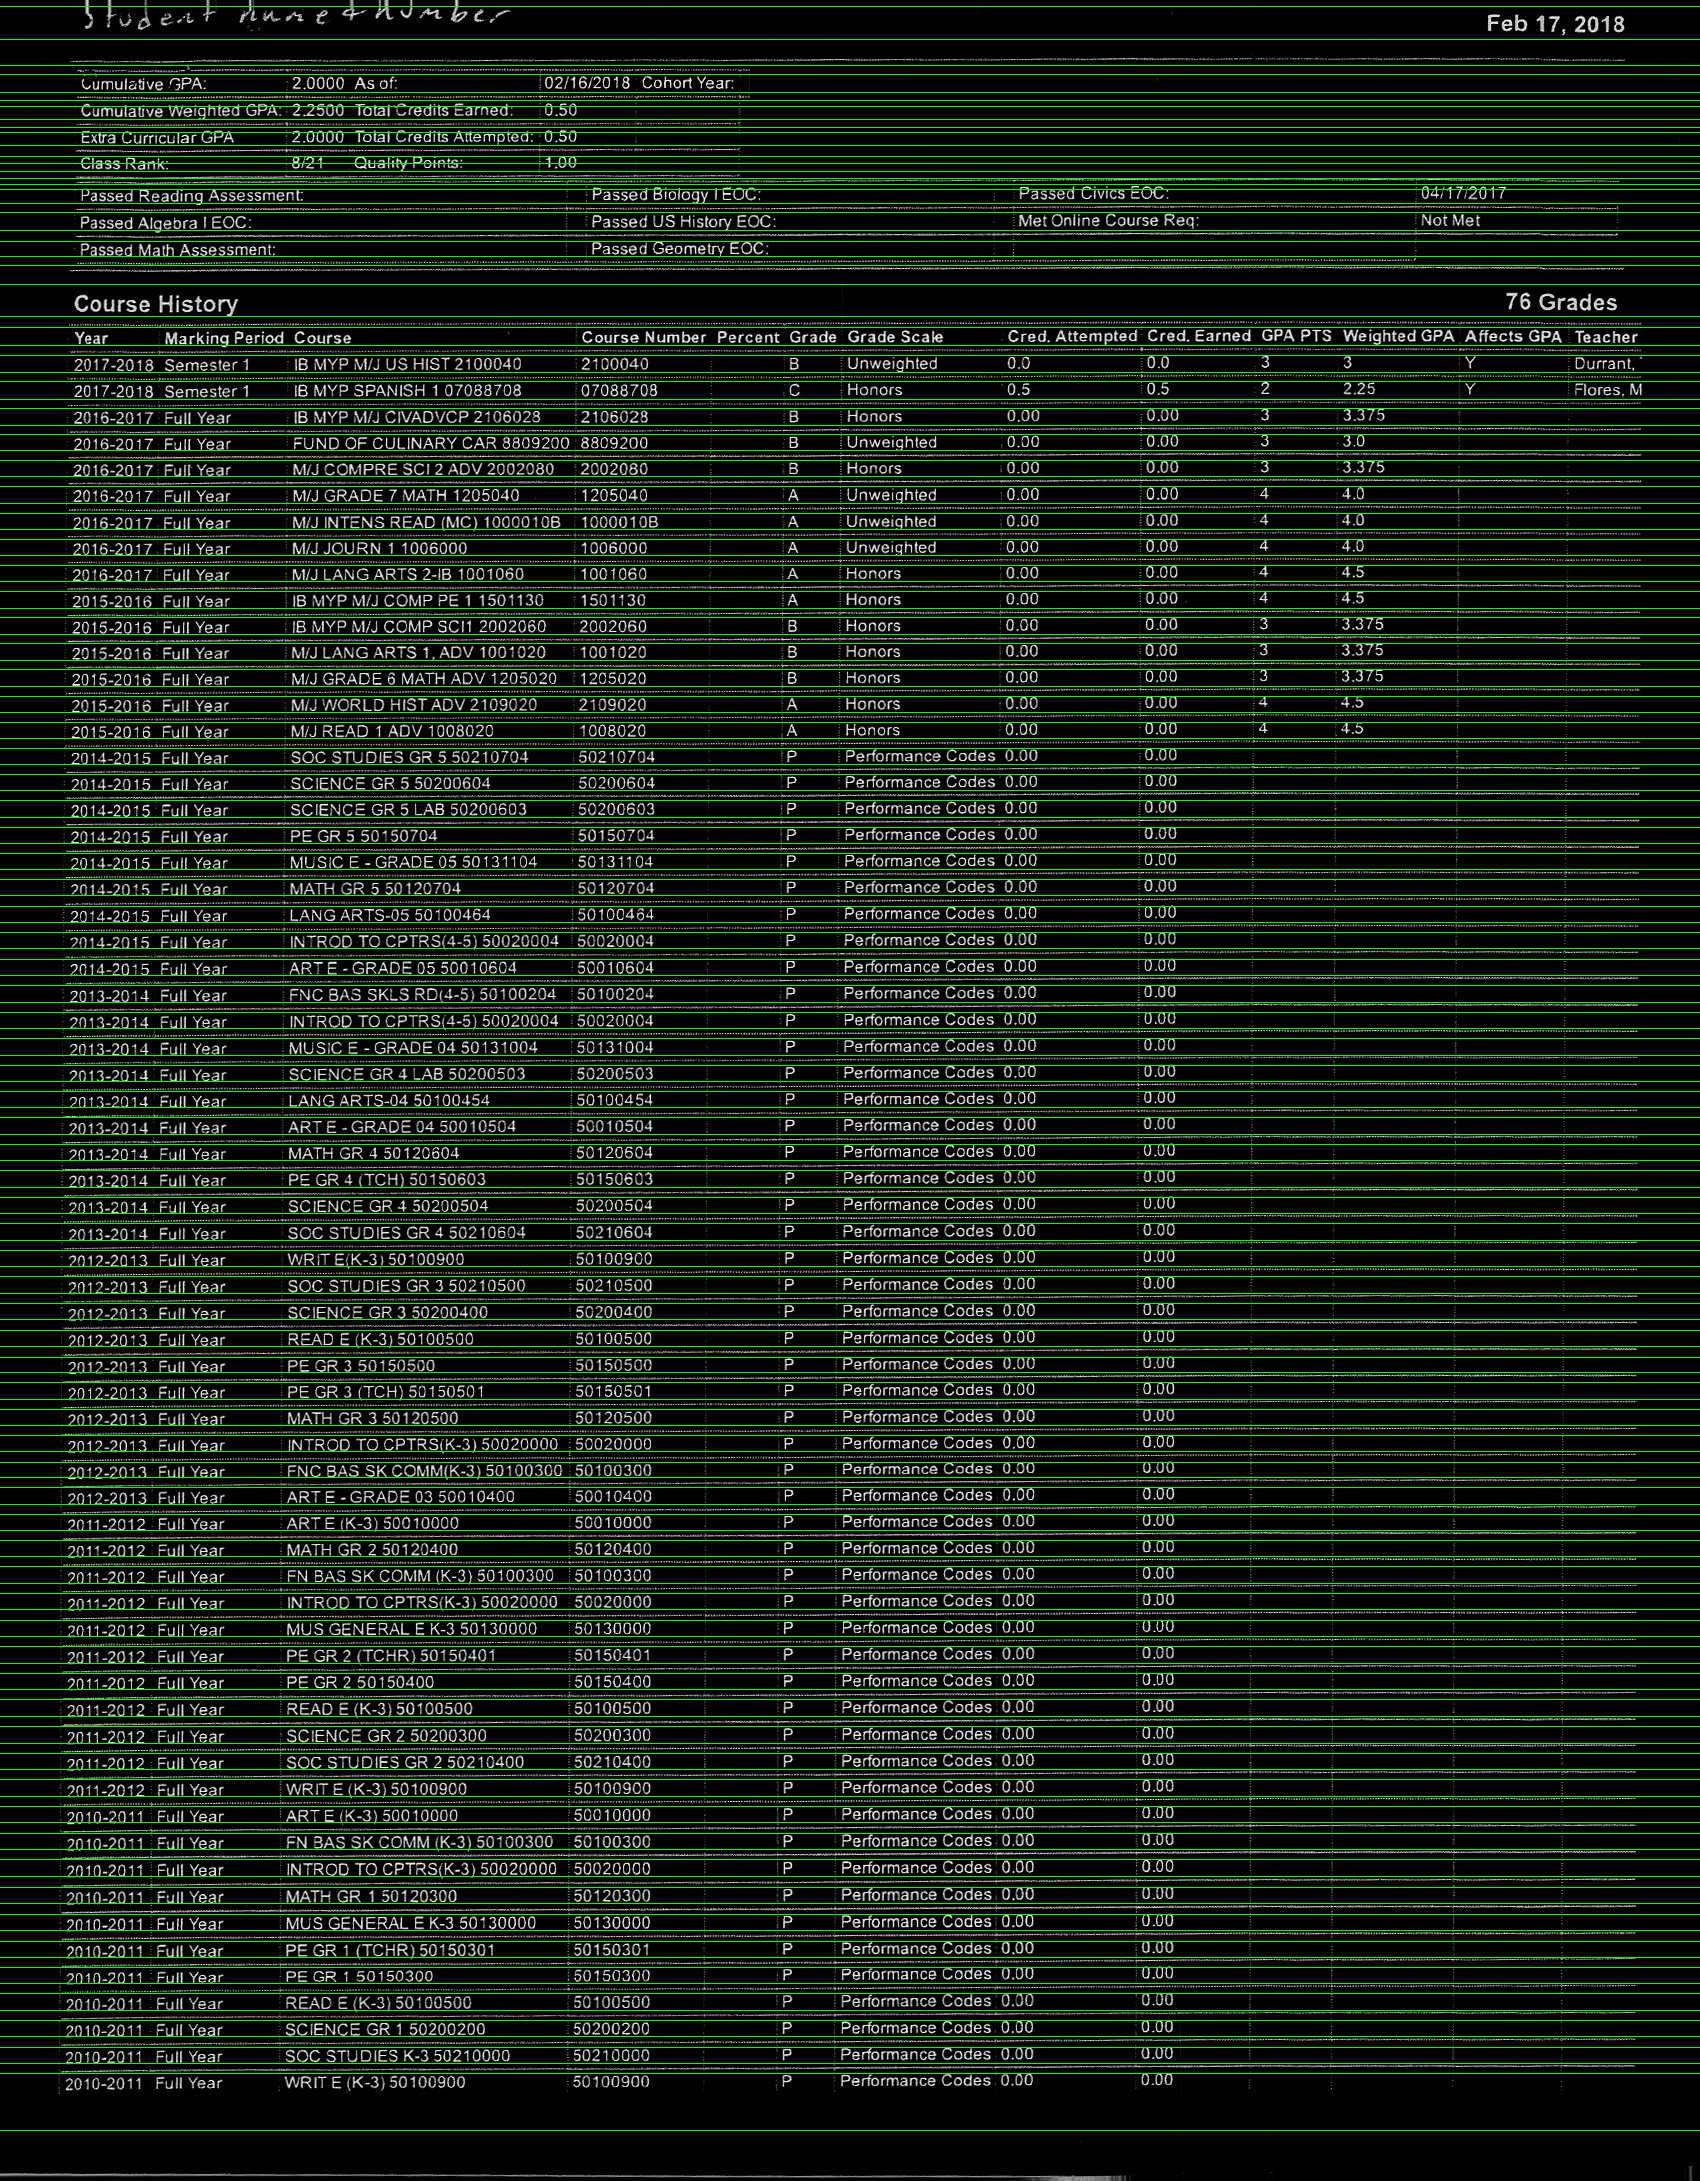 Student name & number
Feb 17, 2018
Cumulative GPA: 2.0000 As of: 02/16/2018 Cohort Year:
Cumulative Weighted GPA: 2.2500 Total Credits Earned: 0.50
Extra Curricular GPA 2.0000 Total Credits Attempted: 0.50
Class Rank: 8/21 Quality Points: 1.00
Passed Reading Assessment: Passed Biology I EOC: Passed Civics EOC: 04/17/2017
Passed Algebra I EOC: Passed US History EOC: Met Online Course Req: Not Met
Passed Math Assessment: Passed Geometry EOC:
Course History 76 Grades
Year Marking Period Course Course Number Percent Grade Grade Scale Cred. Attempted Cred. Earned GPA PTS Weighted GPA Affects GPA Teacher
2017-2018 Semester 1 IB MYP M/J US HIST 2100040 2100040 B Unweighted 0.0 0.0 3 3 Y Durrant,
2017-2018 Semester 1 IB MYP SPANISH 1 07088708 07088708 C Honors 0.5 0.5 2 2.25 Y Flores, M
2016-2017 Full Year IB MYP M/J CIVADVCP 2106028 2106028 B Honors 0.00 0.00 3 3.375
2016-2017 Full Year FUND OF CULINARY CAR 8809200 8809200 B Unweighted 0.00 0.00 3 3.0
2016-2017 Full Year M/J COMPRE SCI 2 ADV 2002080 2002080 B Honors 0.00 0.00 3 3.375
2016-2017 Full Year M/J GRADE 7 MATH 1205040 1205040 A Unweighted 0.00 0.00 4 4.0
2016-2017 Full Year M/J INTENS READ (MC) 1000010B 1000010B A Unweighted 0.00 0.00 4 4.0
2016-2017 Full Year M/J JOURN 1 1006000 1006000 A Unweighted 0.00 0.00 4 4.0
2016-2017 Full Year M/J LANG ARTS 2-IB 1001060 1001060 A Honors 0.00 0.00 4 4.5
2015-2016 Full Year IB MYP M/J COMP PE 1 1501130 1501130 A Honors 0.00 0.00 4 4.5
2015-2016 Full Year IB MYP M/J COMP SCI1 2002060 2002060 B Honors 0.00 0.00 3 3.375
2015-2016 Full Year M/J LANG ARTS 1, ADV 1001020 1001020 B Honors 0.00 0.00 3 3.375
2015-2016 Full Year M/J GRADE 6 MATH ADV 1205020 1205020 B Honors 0.00 0.00 3 3.375
2015-2016 Full Year M/J WORLD HIST ADV 2109020 2109020 A Honors 0.00 0.00 4 4.5
2015-2016 Full Year M/J READ 1 ADV 1008020 1008020 A Honors 0.00 0.00 4 4.5
2014-2015 Full Year SOC STUDIES GR 5 50210704 50210704 P Performance Codes 0.00 0.00
2014-2015 Full Year SCIENCE GR 5 50200604 50200604 P Performance Codes 0.00 0.00
2014-2015 Full Year SCIENCE GR 5 LAB 50200603 50200603 P Performance Codes 0.00 0.00
2014-2015 Full Year PE GR 5 50150704 50150704 P Performance Codes 0.00 0.00
2014-2015 Full Year MUSIC E - GRADE 05 50131104 50131104 P Performance Codes 0.00 0.00
2014-2015 Full Year MATH GR 5 50120704 50120704 P Performance Codes 0.00 0.00
2014-2015 Full Year LANG ARTS-05 50100464 50100464 P Performance Codes 0.00 0.00
2014-2015 Full Year INTROD TO CPTRS(4-5) 50020004 50020004 P Performance Codes 0.00 0.00
2014-2015 Full Year ART E - GRADE 05 50010604 50010604 P Performance Codes 0.00 0.00
2013-2014 Full Year FNC BAS SKLS RD(4-5) 50100204 50100204 P Performance Codes 0.00 0.00
2013-2014 Full Year INTROD TO CPTRS(4-5) 50020004 50020004 P Performance Codes 0.00 0.00
2013-2014 Full Year MUSIC E - GRADE 04 50131004 50131004 P Performance Codes 0.00 0.00
2013-2014 Full Year SCIENCE GR 4 LAB 50200503 50200503 P Performance Codes 0.00 0.00
2013-2014 Full Year LANG ARTS-04 50100454 50100454 P Performance Codes 0.00 0.00
2013-2014 Full Year ART E - GRADE 04 50010504 50010504 P Performance Codes 0.00 0.00
2013-2014 Full Year MATH GR 4 50120604 50120604 P Performance Codes 0.00 0.00
2013-2014 Full Year PE GR 4 (TCH) 50150603 50150603 P Performance Codes 0.00 0.00
2013-2014 Full Year SCIENCE GR 4 50200504 50200504 P Performance Codes 0.00 0.00
2013-2014 Full Year SOC STUDIES GR 4 50210604 50210604 P Performance Codes 0.00 0.00
2012-2013 Full Year WRIT E(K-3) 50100900 50100900 P Performance Codes 0.00 0.00
2012-2013 Full Year SOC STUDIES GR 3 50210500 50210500 P Performance Codes 0.00 0.00
2012-2013 Full Year SCIENCE GR 3 50200400 50200400 P Performance Codes 0.00 0.00
2012-2013 Full Year READ E (K-3) 50100500 50100500 P Performance Codes 0.00 0.00
2012-2013 Full Year PE GR 3 50150500 50150500 P Performance Codes 0.00 0.00
2012-2013 Full Year PE GR 3 (TCH) 50150501 50150501 P Performance Codes 0.00 0.00
2012-2013 Full Year MATH GR 3 50120500 50120500 P Performance Codes 0.00 0.00
2012-2013 Full Year INTROD TO CPTRS(K-3) 50020000 50020000 P Performance Codes 0.00 0.00
2012-2013 Full Year FNC BAS SK COMM(K-3) 50100300 50100300 P Performance Codes 0.00 0.00
2012-2013 Full Year ART E - GRADE 03 50010400 50010400 P Performance Codes 0.00 0.00
2011-2012 Full Year ART E (K-3) 50010000 50010000 P Performance Codes 0.00 0.00
2011-2012 Full Year MATH GR 2 50120400 50120400 P Performance Codes 0.00 0.00
2011-2012 Full Year FN BAS SK COMM (K-3) 50100300 50100300 P Performance Codes 0.00 0.00
2011-2012 Full Year INTROD TO CPTRS(K-3) 50020000 50020000 P Performance Codes 0.00 0.00
2011-2012 Full Year MUS GENERAL E K-3 50130000 50130000 P Performance Codes 0.00 0.00
2011-2012 Full Year PE GR 2 (TCHR) 50150401 50150401 P Performance Codes 0.00 0.00
2011-2012 Full Year PE GR 2 50150400 50150400 P Performance Codes 0.00 0.00
2011-2012 Full Year READ E (K-3) 50100500 50100500 P Performance Codes 0.00 0.00
2011-2012 Full Year SCIENCE GR 2 50200300 50200300 P Performance Codes 0.00 0.00
2011-2012 Full Year SOC STUDIES GR 2 50210400 50210400 P Performance Codes 0.00 0.00
2011-2012 Full Year WRIT E (K-3) 50100900 50100900 P Performance Codes 0.00 0.00
2010-2011 Full Year ART E (K-3) 50010000 50010000 P Performance Codes 0.00 0.00
2010-2011 Full Year FN BAS SK COMM (K-3) 50100300 50100300 P Performance Codes 0.00 0.00
2010-2011 Full Year INTROD TO CPTRS(K-3) 50020000 50020000 P Performance Codes 0.00 0.00
2010-2011 Full Year MATH GR 1 50120300 50120300 P Performance Codes 0.00 0.00
2010-2011 Full Year MUS GENERAL E K-3 50130000 50130000 P Performance Codes 0.00 0.00
2010-2011 Full Year PE GR 1 (TCHR) 50150301 50150301 P Performance Codes 0.00 0.00
2010-2011 Full Year PE GR 1 50150300 50150300 P Performance Codes 0.00 0.00
2010-2011 Full Year READ E (K-3) 50100500 50100500 P Performance Codes 0.00 0.00
2010-2011 Full Year SCIENCE GR 1 50200200 50200200 P Performance Codes 0.00 0.00
2010-2011 Full Year SOC STUDIES K-3 50210000 50210000 P Performance Codes 0.00 0.00
2010-2011 Full Year WRIT E (K-3) 50100900 50100900 P Performance Codes 0.00 0.00